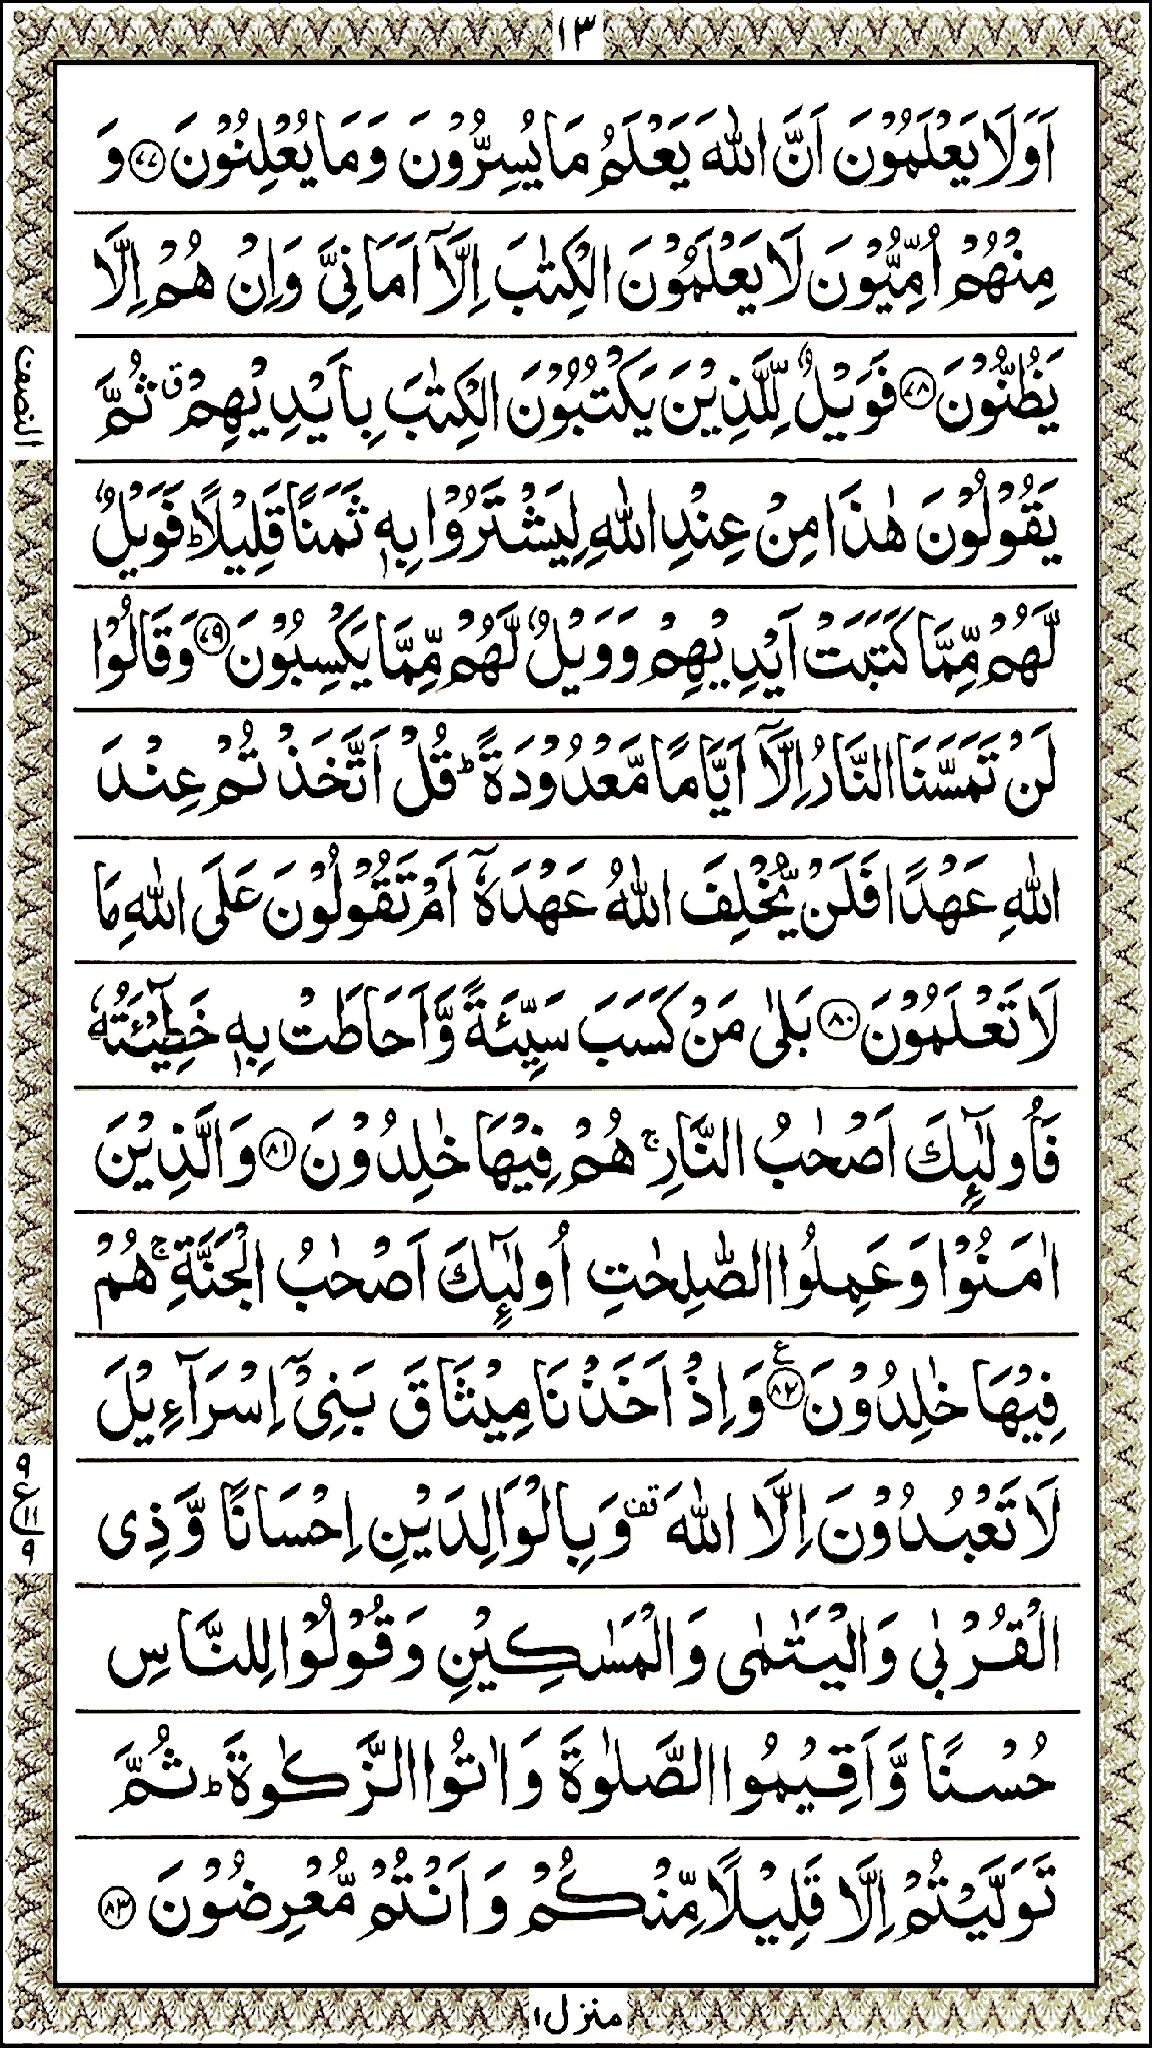 ١٣
اَوَلَا يَعْلَمُوْنَ اَنَّ اللّٰهَ يَعْلَمُ مَا يُسِرُّوْنَ وَمَا يُعْلِنُوْنَ ﴿٧٧﴾ وَ
مِنْهُمْ اُمِّيُّوْنَ لَا يَعْلَمُوْنَ الْكِتٰبَ اِلَّاۤ اَمَانِيَّ وَاِنْ هُمْ اِلَّا
يَظُنُّوْنَ ﴿٧٨﴾ فَوَيْلٌ لِّلَّذِيْنَ يَكْتُبُوْنَ الْكِتٰبَ بِاَيْدِيْهِمْ ق ثُمَّ
يَقُوْلُوْنَ هٰذَا مِنْ عِنْدِ اللّٰهِ لِيَشْتَرُوْا بِهٖ ثَمَنًا قَلِيْلًا ؕ فَوَيْلٌ
لَّهُمْ مِّمَّا كَتَبَتْ اَيْدِيْهِمْ وَوَيْلٌ لَّهُمْ مِّمَّا يَكْسِبُوْنَ ﴿٧٩﴾ وَقَالُوْا
لَنْ تَمَسَّنَا النَّارُ اِلَّاۤ اَيَّامًا مَّعْدُوْدَةً ؕ قُلْ اَتَّخَذْتُمْ عِنْدَ
اللّٰهِ عَهْدًا فَلَنْ يُّخْلِفَ اللّٰهُ عَهْدَهٗۤ اَمْ تَقُوْلُوْنَ عَلَى اللّٰهِ مَا
لَا تَعْلَمُوْنَ ﴿٨٠﴾ بَلٰى مَنْ كَسَبَ سَيِّئَةً وَّاَحَاطَتْ بِهٖ خَطِيْٓئَتُهٗ
فَاُولٰٓئِكَ اَصْحٰبُ النَّارِ ۚ هُمْ فِيْهَا خٰلِدُوْنَ ﴿٨١﴾ وَالَّذِيْنَ
اٰمَنُوْا وَعَمِلُوا الصّٰلِحٰتِ اُولٰٓئِكَ اَصْحٰبُ الْجَنَّةِ ۚ هُمْ
فِيْهَا خٰلِدُوْنَ ﴿٨٢﴾ ع وَاِذْ اَخَذْنَا مِيْثَاقَ بَنِيْۤ اِسْرَآءِيْلَ
لَا تَعْبُدُوْنَ اِلَّا اللّٰهَ قف وَبِالْوَالِدَيْنِ اِحْسَانًا وَّذِى
الْقُرْبٰى وَالْيَتٰمٰى وَالْمَسٰكِيْنِ وَقُوْلُوْا لِلنَّاسِ
حُسْنًا وَّاَقِيْمُوا الصَّلٰوةَ وَاٰتُوا الزَّكٰوةَ ؕ ثُمَّ
تَوَلَّيْتُمْ اِلَّا قَلِيْلًا مِّنْكُمْ وَاَنْتُمْ مُّعْرِضُوْنَ ﴿٨٣﴾
النصف
٩
ع
٩
منزل ١